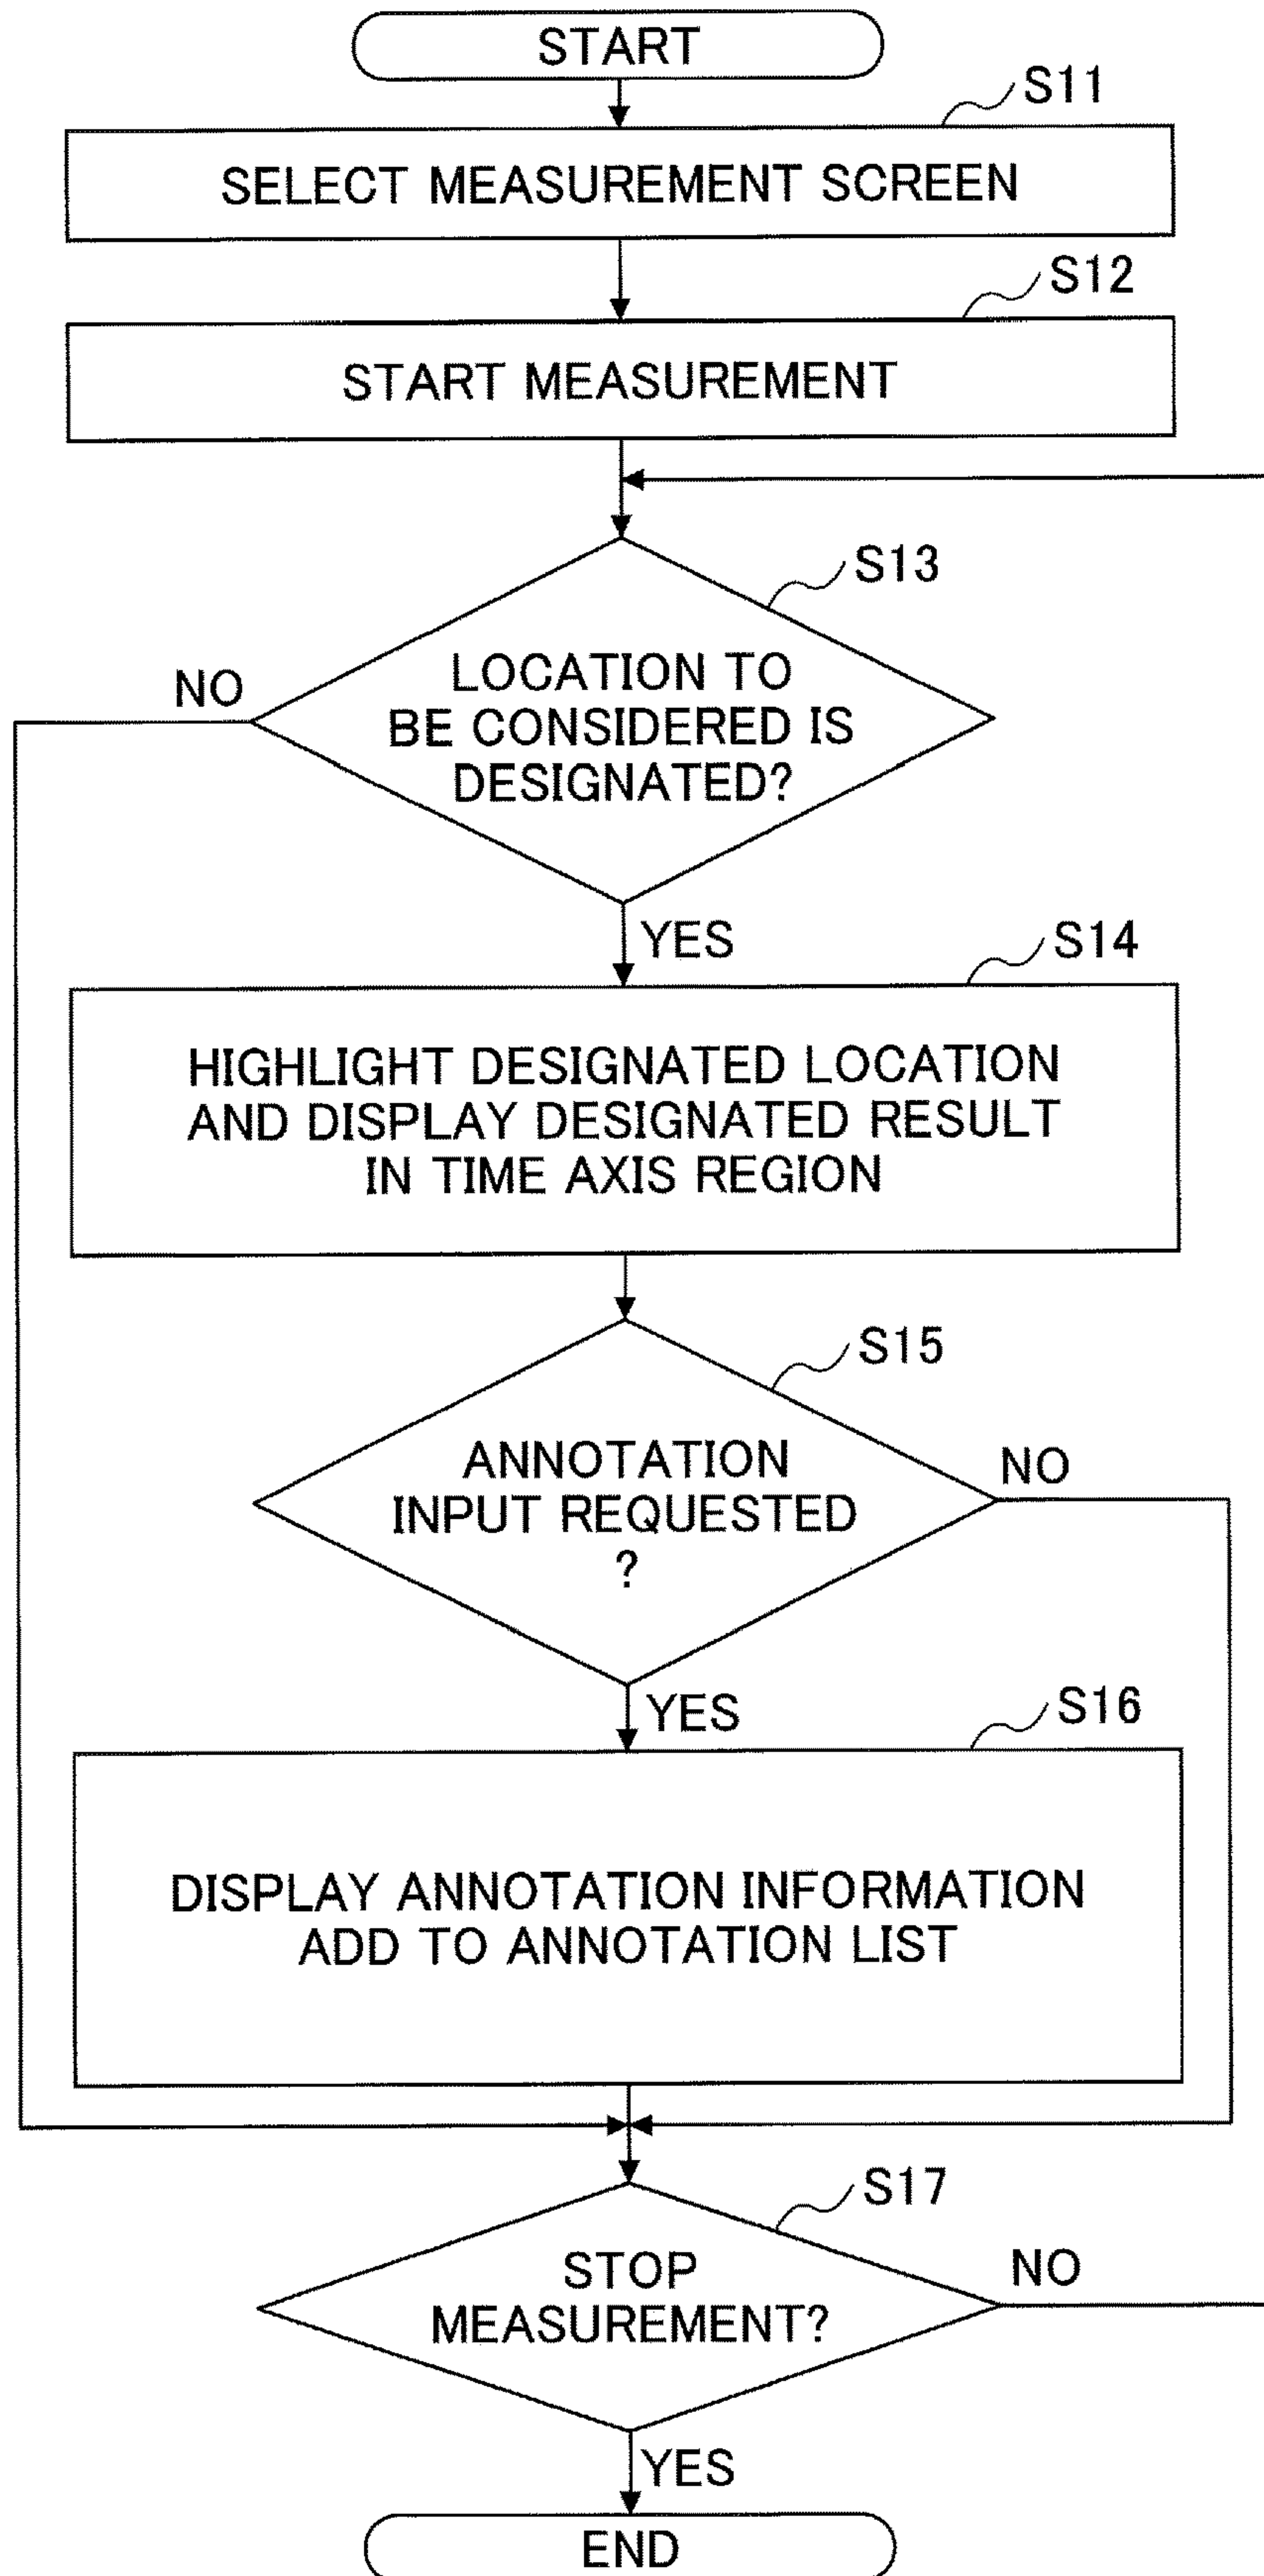 START
S11
SELECT MEASUREMENT SCREEN
S12
START MEASUREMENT
S13
NO
LOCATION TO
BE CONSIDERED IS
DESIGNATED?
YES
S14
HIGHLIGHT DESIGNATED LOCATION
AND DISPLAY DESIGNATED RESULT
IN TIME AXIS REGION
S15
ANNOTATION
INPUT REQUESTED
?
NO
YES
S16
DISPLAY ANNOTATION INFORMATION
ADD TO ANNOTATION LIST
S17
STOP
MEASUREMENT?
NO
YES
END